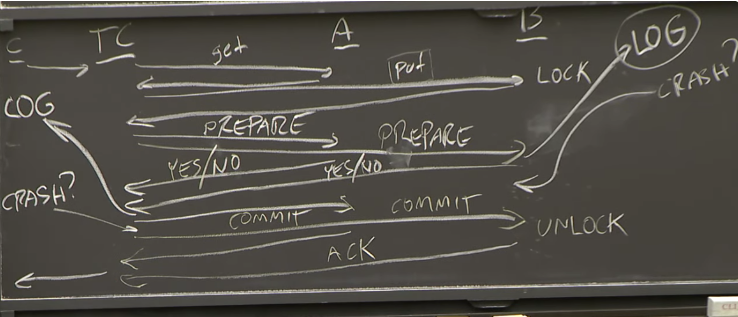 C TC A B
get
put
LOCK
LOG
CRASH?
LOG
PREPARE
PREPARE
YES/NO
YES/NO
CRASH?
COMMIT
COMMIT
UNLOCK
ACK